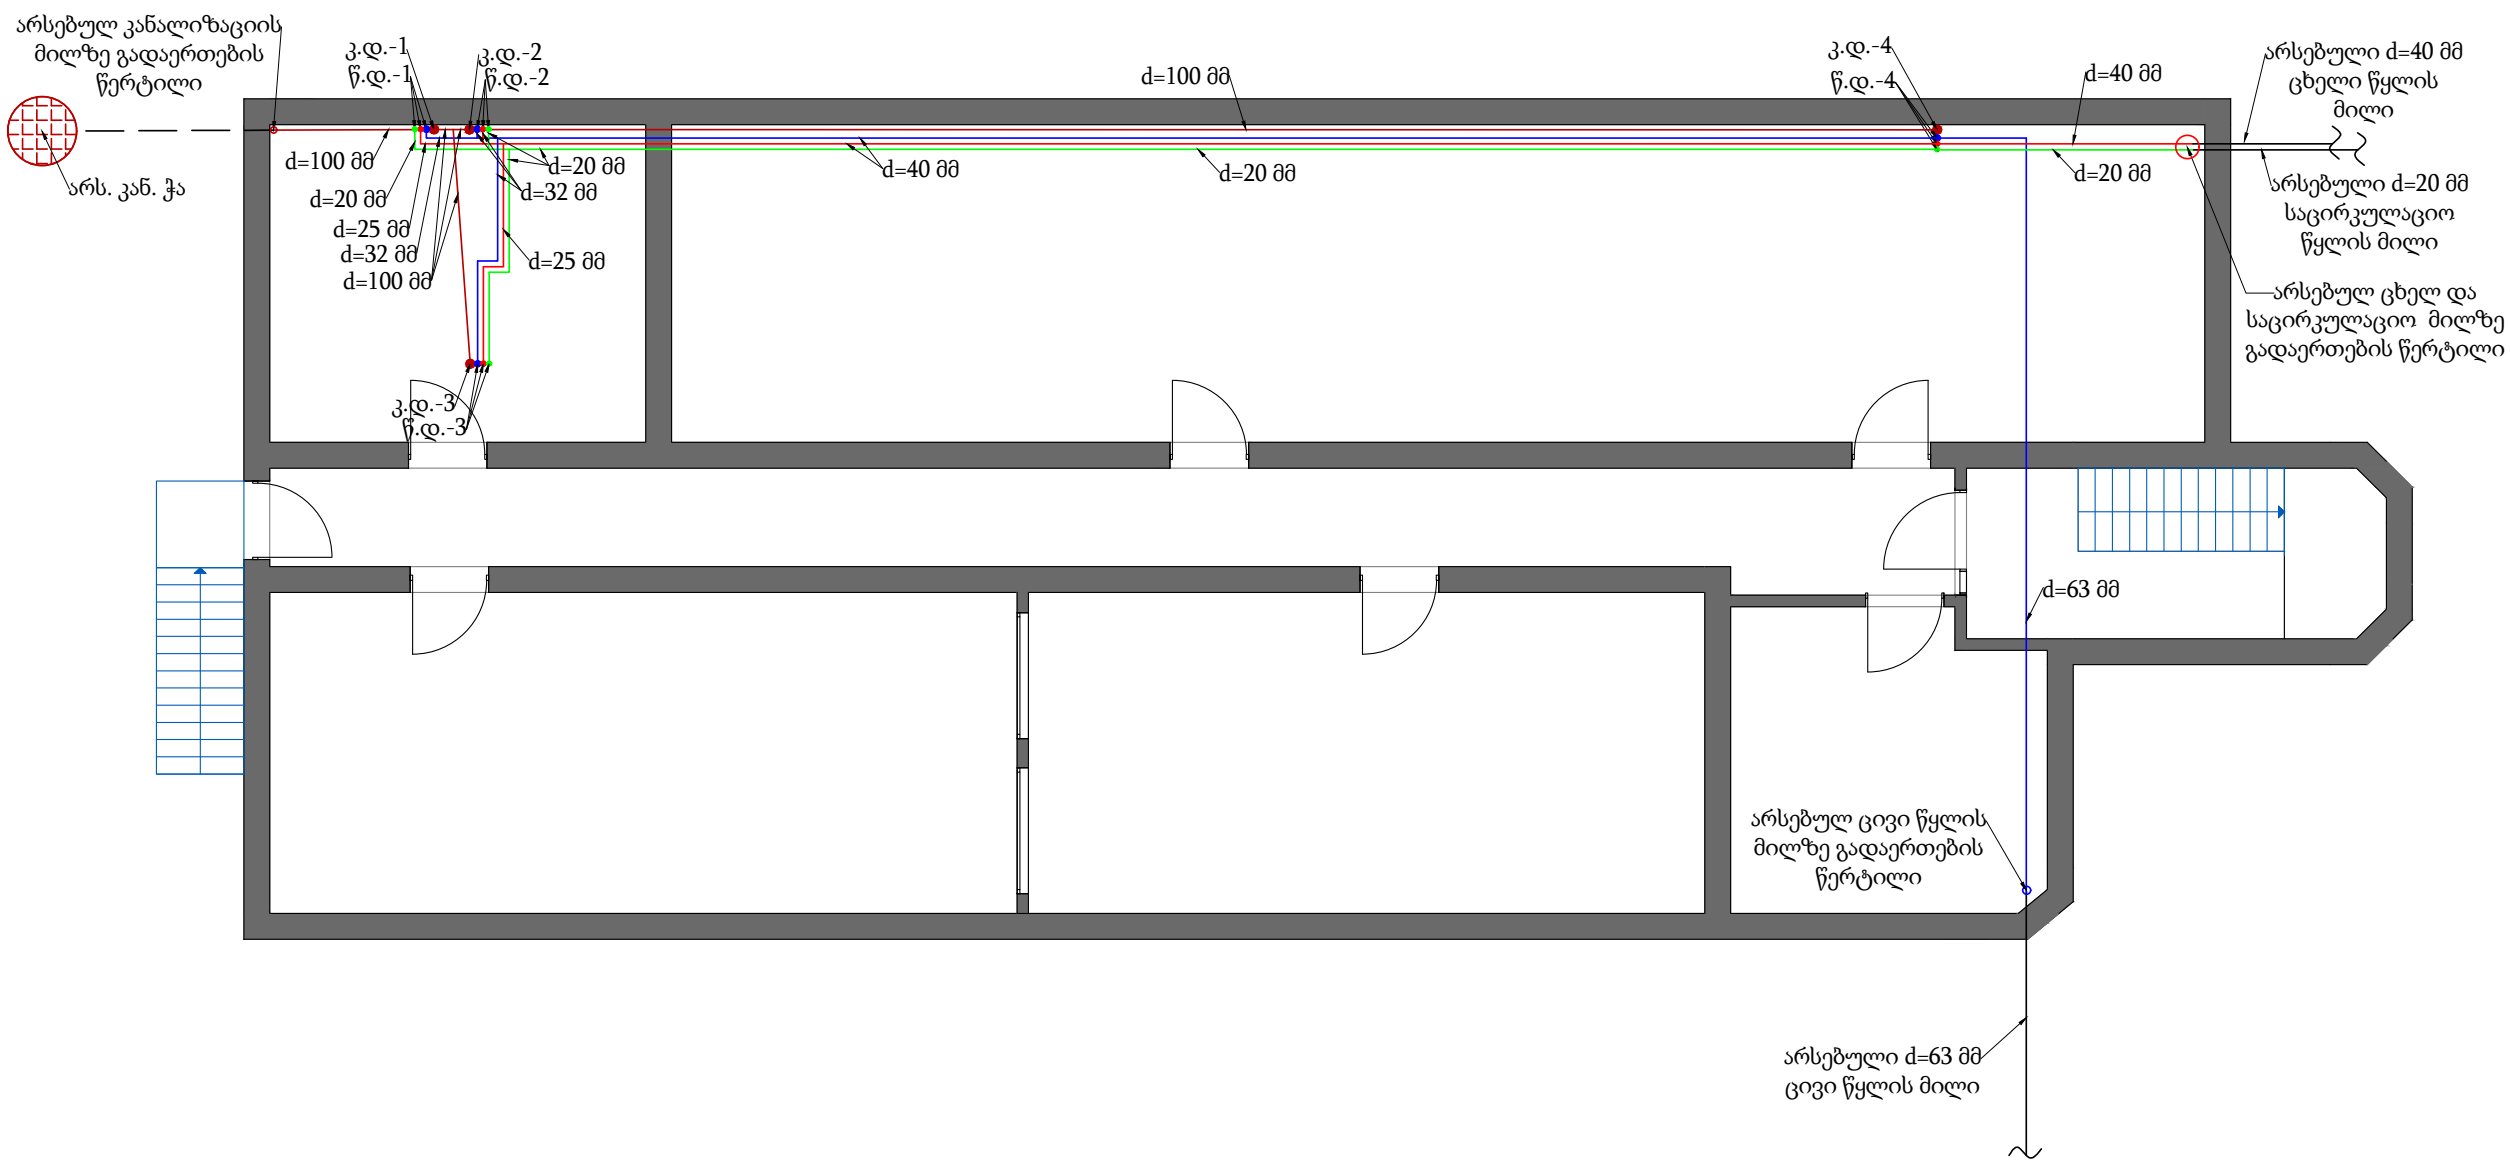 არსებულ კანალიზაციის
მილზე გადაერთების
წერტილი
კ.დ.-1
წ.დ.-1
კ.დ.-2
წ.დ.-2
d=100 მმ
კ.დ.-4
წ.დ.-4
d=40 მმ
არსებული d=40 მმ
ცხელი წყლის
მილი
არს. კან. ჭა
d=100 მმ
d=20 მმ
d=25 მმ
d=32 მმ
d=100 მმ
d=20 მმ
d=32 მმ
d=25 მმ
d=40 მმ
d=20 მმ
d=20 მმ
არსებული d=20 მმ
საცირკულაციო
წყლის მილი
არსებულ ცხელ და
საცირკულაციო მილზე
გადაერთების წერტილი
კ.დ.-3
წ.დ.-3
d=63 მმ
არსებულ ცივი წყლის
მილზე გადაერთების
წერტილი
არსებული d=63 მმ
ცივი წყლის მილი